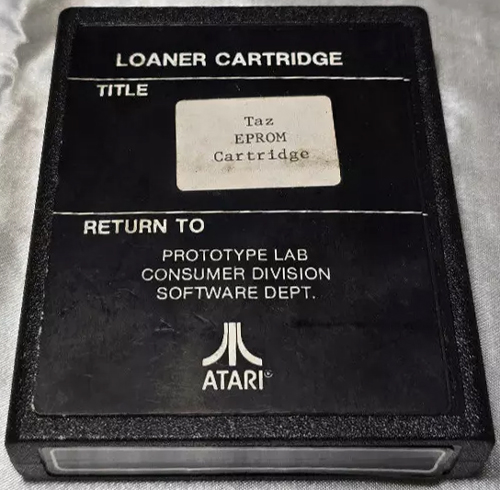 LOANER CARTRIDGE
TITLE
Taz
EPROM
Cartridge
RETURN TO
PROTOTYPE LAB
CONSUMER DIVISION
SOFTWARE DEPT.
ATARI®